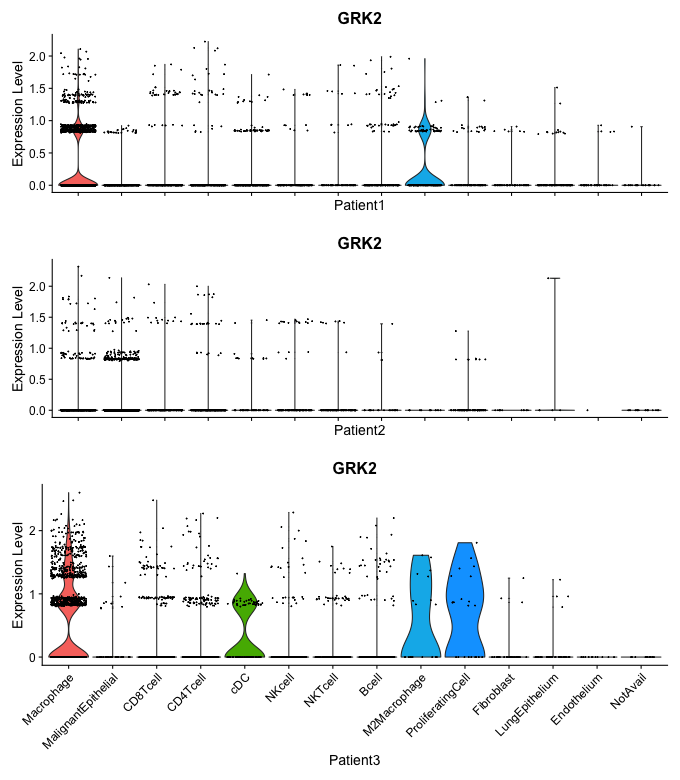 GRK2
Expression Level
2.0
1.5
1.0
0.5
0.0
Patient1
GRK2
Expression Level
2.0
1.5
1.0
0.5
0.0
Patient2
GRK2
Expression Level
2
1
0
Macrophage
MalignantEpithelial
CD8Tcell
CD4Tcell
cDC
NKcell
NKTcell
Bcell
M2Macrophage
ProliferatingCell
Fibroblast
LungEpithelium
Endothelium
NotAvail
Patient3